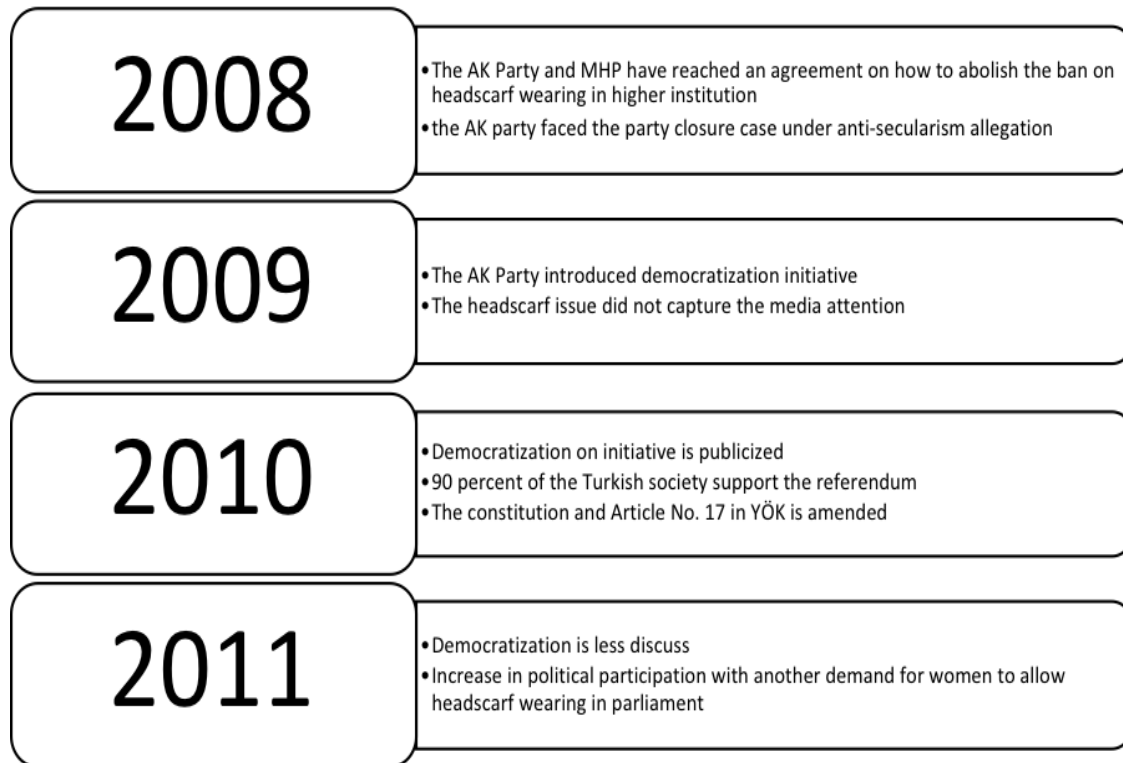 2008
•The AK Party and MHP have reached an agreement on how to abolish the ban on
headscarf wearing in higher institution
•the AK party faced the party closure case under anti-secularism allegation
2009
•The AK Party introduced democratization initiative
•The headscarf issue did not capture the media attention
2010
•Democratization on initiative is publicized
•90 percent of the Turkish society support the referendum
•The constitution and Article No. 17 in YÖK is amended
2011
•Democratization is less discuss
•Increase in political participation with another demand for women to allow
headscarf wearing in parliament